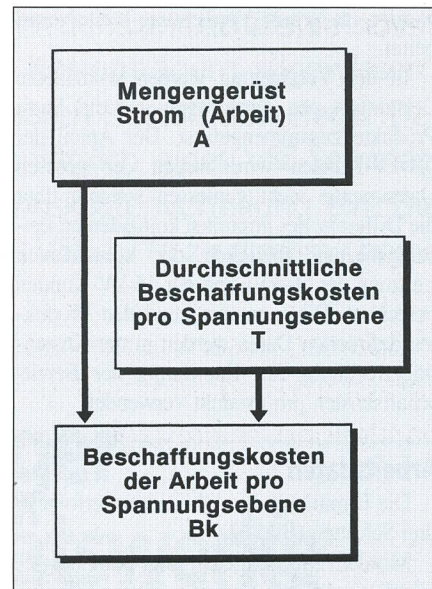 Mengengerüst
Strom (Arbeit)
A
Durchschnittliche
Beschaffungskosten
pro Spannungsebene
T
Beschaffungskosten
der Arbeit pro
Spannungsebene
Bk